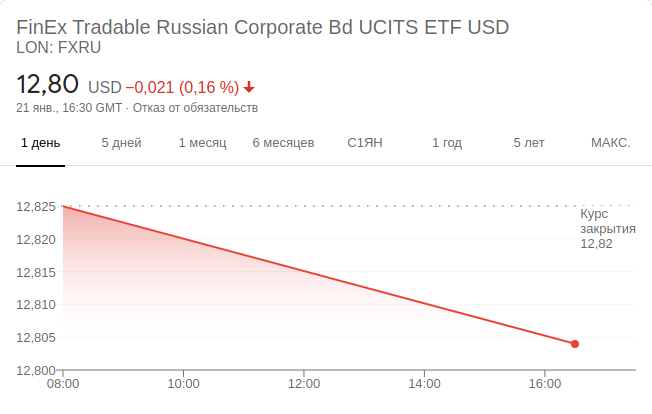 FinEx Tradable Russian Corporate Bd UCITS ETF USD
LON: FXRU
12,80 USD −0,021 (0,16 %)
21 янв., 16:30 GMT · Отказ от обязательств
1 день 5 дней 1 месяц 6 месяцев С1ЯН 1 год 5 лет МАКС.
12,825
Курс
закрытия
12,82
12,820
12,815
12,810
12,805
12,800
08:00 10:00 12:00 14:00 16:00